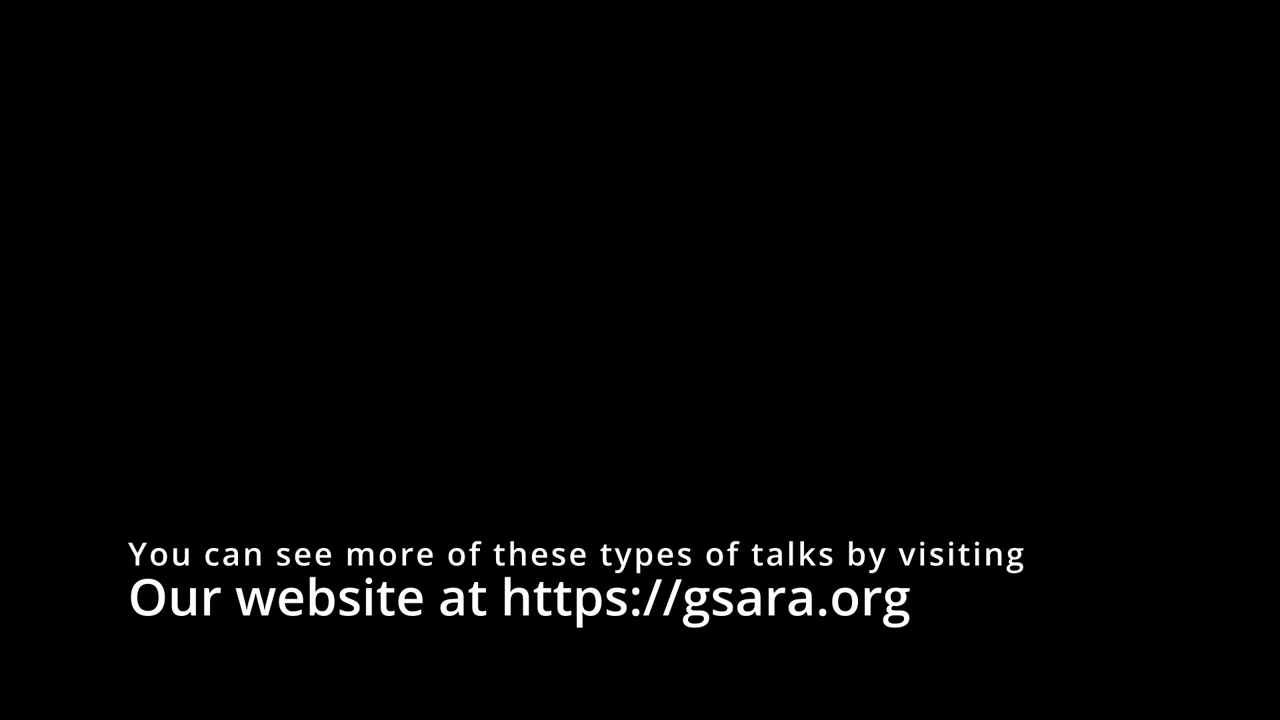 You can see more of these types of talks by visiting
Our website at https://gsara.org